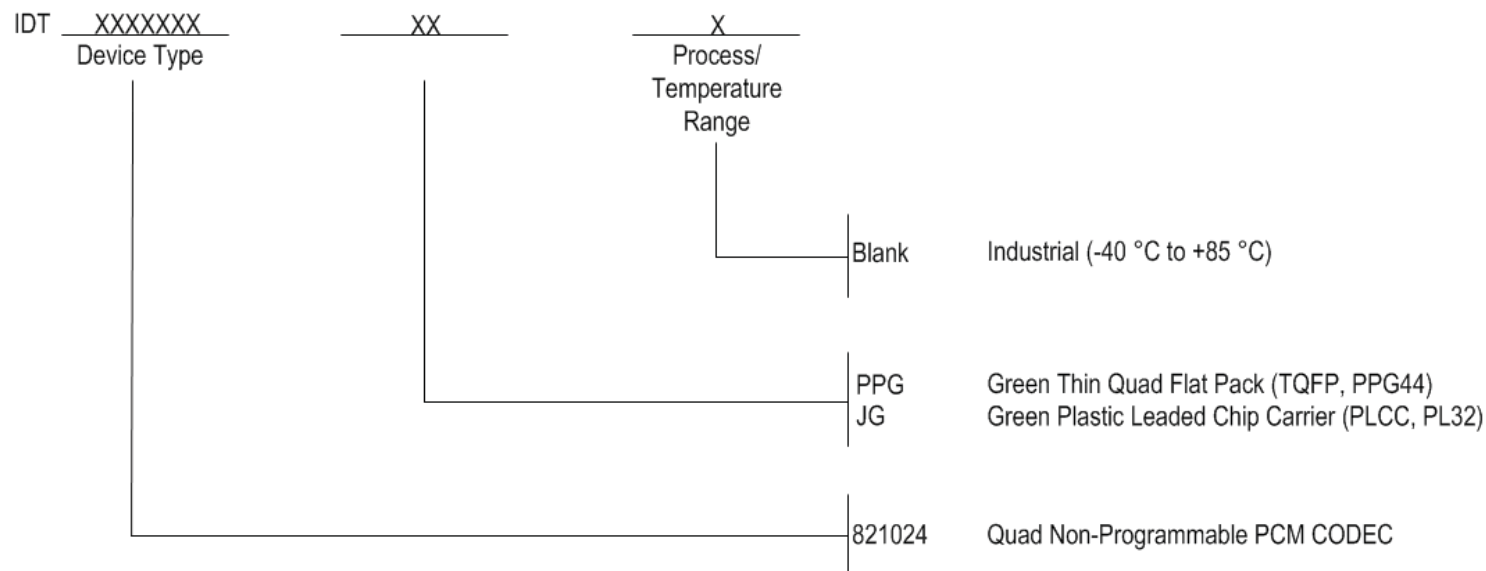 IDT XXXXXXX XX X
Device Type
Process/
Temperature
Range
Blank Industrial (-40 °C to +85 °C)
PPG Green Thin Quad Flat Pack (TQFP, PPG44)
JG Green Plastic Leaded Chip Carrier (PLCC, PL32)
821024 Quad Non-Programmable PCM CODEC